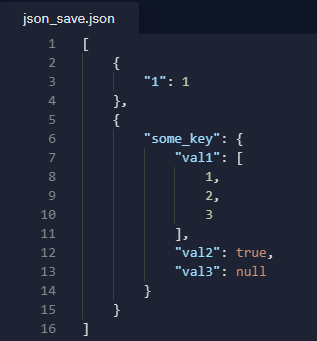 json_save.json
1 [
2     {
3         "1": 1
4     },
5     {
6         "some_key": {
7             "val1": [
8                 1,
9                 2,
10                 3
11             ],
12             "val2": true,
13             "val3": null
14         }
15     }
16 ]